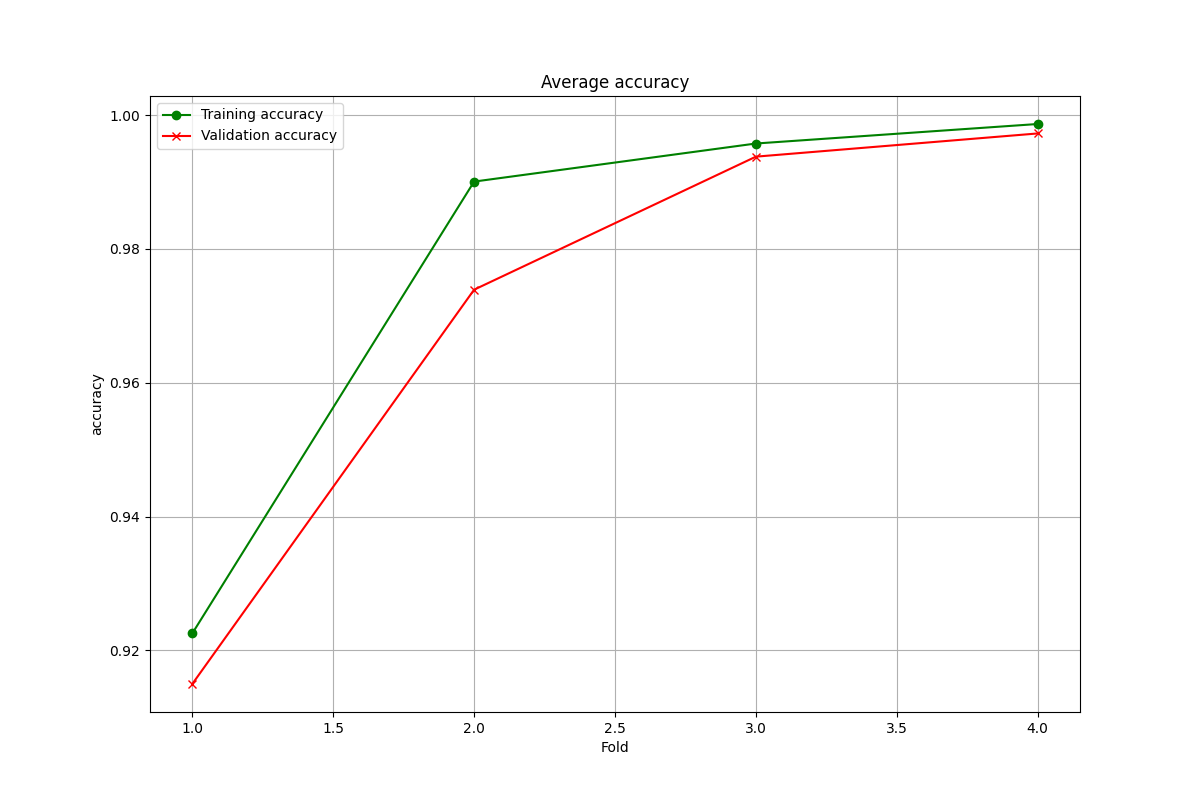 Average accuracy
Training accuracy
Validation accuracy
1.00
0.98
0.96
0.94
0.92
accuracy
1.0 1.5 2.0 2.5 3.0 3.5 4.0
Fold